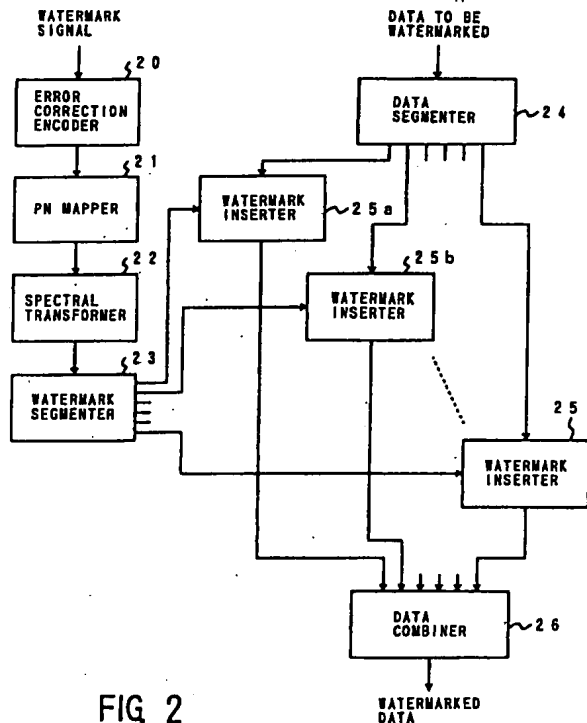 WATERMARK
SIGNAL
20
ERROR
CORRECTION
ENCODER
21
PN MAPPER
22
SPECTRAL
TRANSFORMER
23
WATERMARK
SEGMENTER
DATA TO BE
WATERMARKED
DATA
SEGMENTER
24
WATERMARK
INSERTER
25a
25b
WATERMARK
INSERTER
25
WATERMARK
INSERTER
DATA
COMBINER
26
WATERMARKED
DATA
FIG 2